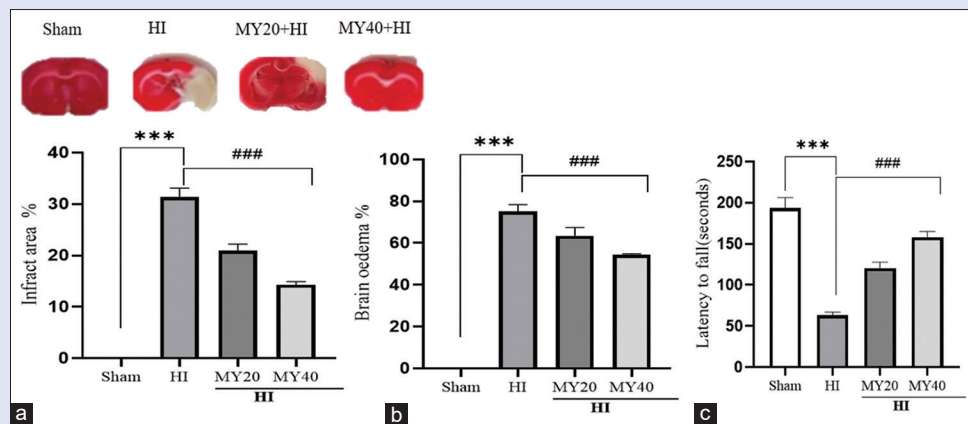 Sham HI MY20+HI MY40+HI
***
###
Infract area %
40
30
20
10
0
Sham HI MY20 MY40
HI
a
***
###
Brain oedema %
100
80
60
40
20
0
Sham HI MY20 MY40
HI
b
***
###
Latency to fall(seconds)
250
200
150
100
50
0
Sham HI MY20 MY40
HI
c